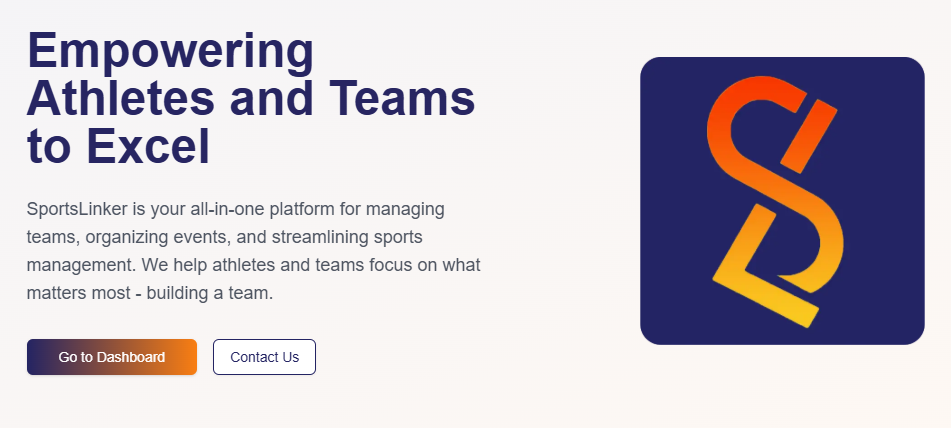 Empowering
Athletes and Teams
to Excel
SportsLinker is your all-in-one platform for managing
teams, organizing events, and streamlining sports
management. We help athletes and teams focus on what
matters most - building a team.
Go to Dashboard
Contact Us
SL